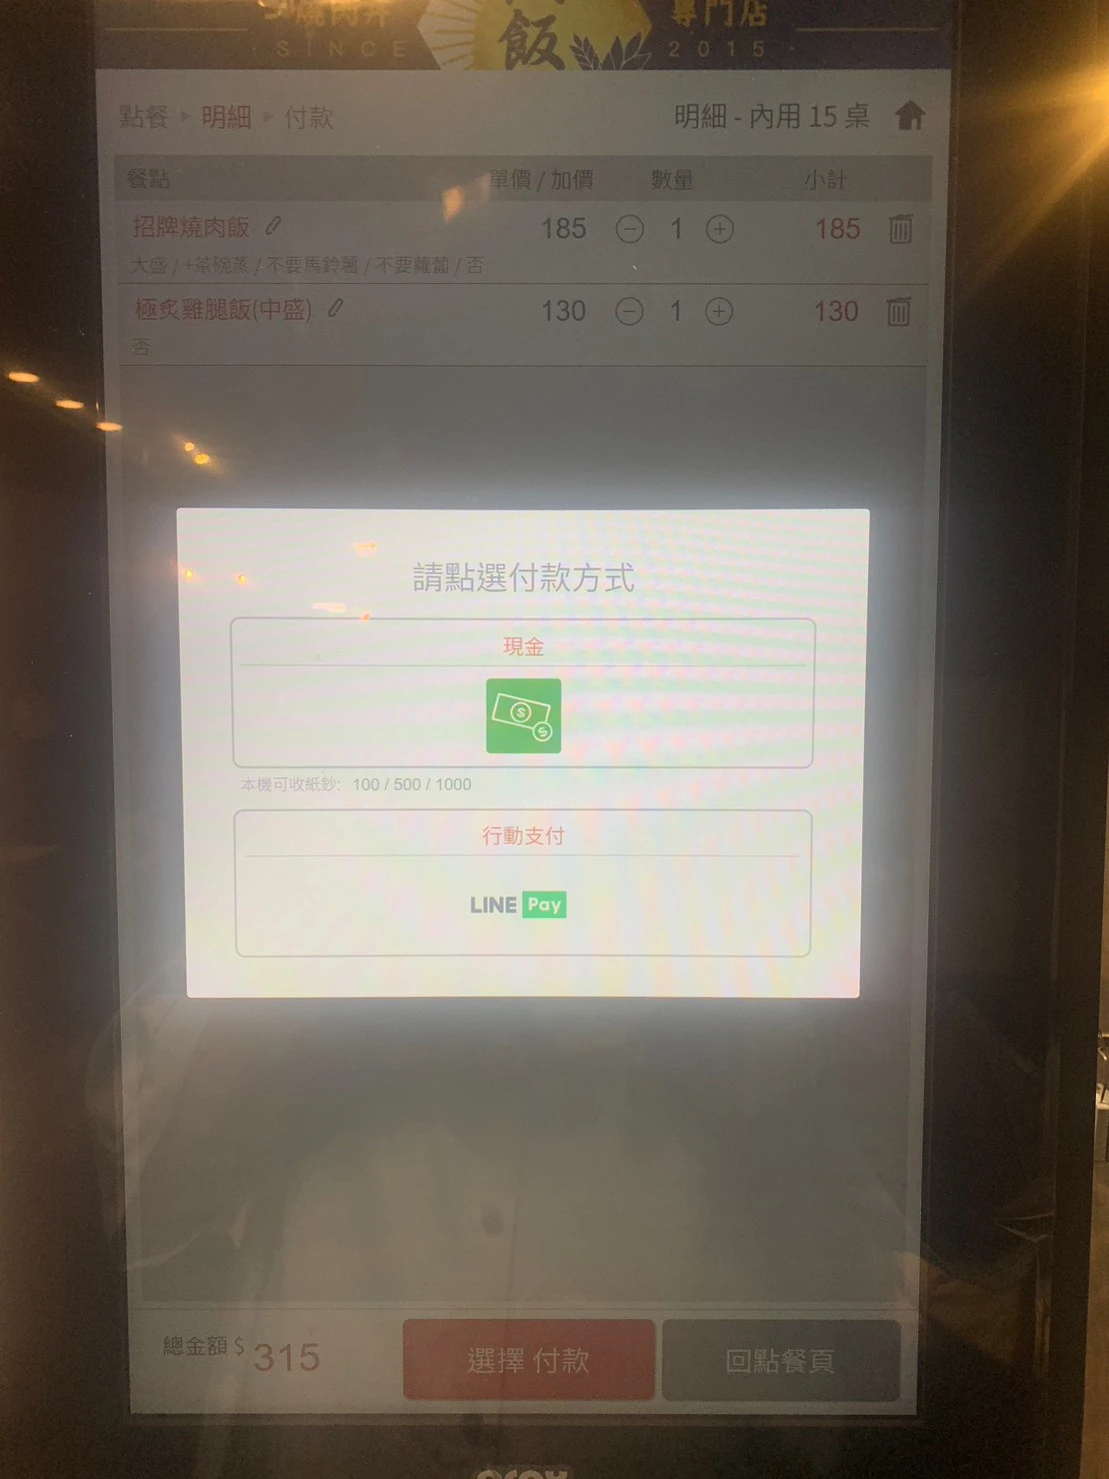 燒肉丼 飯 專門店
· SINCE 2015 ·
點餐 ▸ 明細 ▸ 付款 明細 - 內用 15 桌
餐點 單價 / 加價 數量 小計
招牌燒肉飯 185 1 185
大盛 / +茶碗蒸 / 不要馬鈴薯 / 不要蘿蔔 / 否
極炙雞腿飯(中盛) 130 1 130
否
請點選付款方式
現金
本機可收紙鈔: 100 / 500 / 1000
行動支付
LINE Pay
總金額 $ 315 選擇 付款 回點餐頁